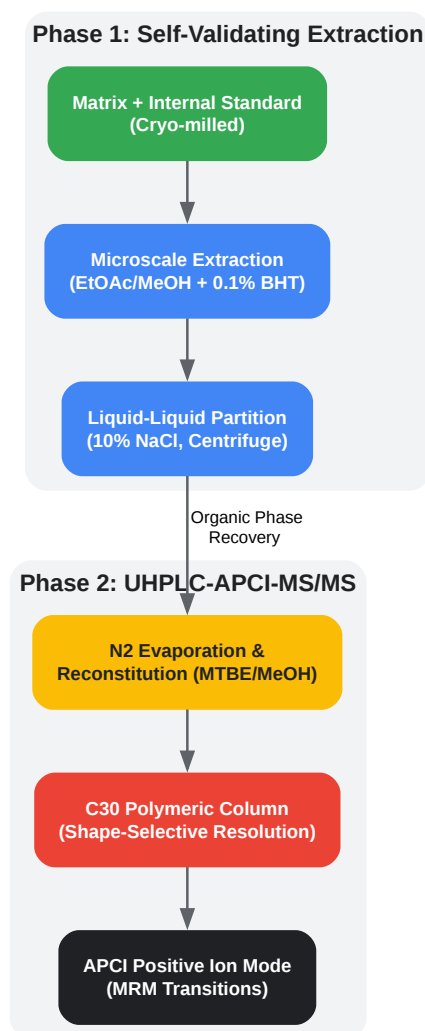 Phase 1: Self-Validating Extraction
Matrix + Internal Standard
(Cryo-milled)
Microscale Extraction
(EtOAc/MeOH + 0.1% BHT)
Liquid-Liquid Partition
(10% NaCl, Centrifuge)
Organic Phase
Recovery
Phase 2: UHPLC-APCI-MS/MS
N2 Evaporation &
Reconstitution (MTBE/MeOH)
C30 Polymeric Column
(Shape-Selective Resolution)
APCI Positive Ion Mode
(MRM Transitions)